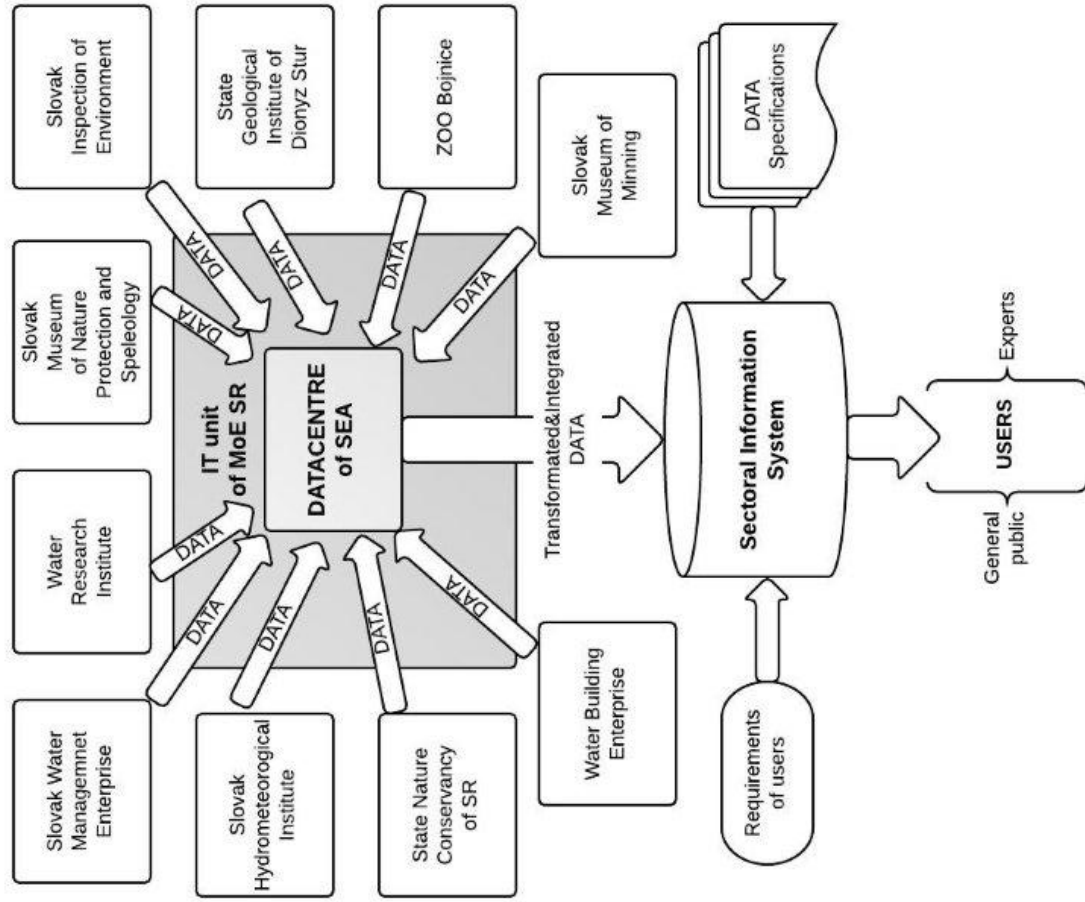 Slovak Water
Managemnet
Enterprise
Water
Research
Institute
Slovak
Museum
of Nature
Protection and
Speleology
Slovak
Inspection of
Environment
DATA
DATA
DATA
DATA
Slovak
Hydrometeorogical
Institute
DATA
IT unit
of MoE SR
DATA
State
Geological
Institute of
Dionyz Stur
State Nature
Conservancy
of SR
DATA
DATACENTRE
of SEA
DATA
ZOO Bojnice
Water Building
Enterprise
DATA
DATA
Slovak
Museum of
Minning
Transformated&Integrated
DATA
Requirements
of users
Sectoral Information
System
DATA
Specifications
General
public
USERS
Experts